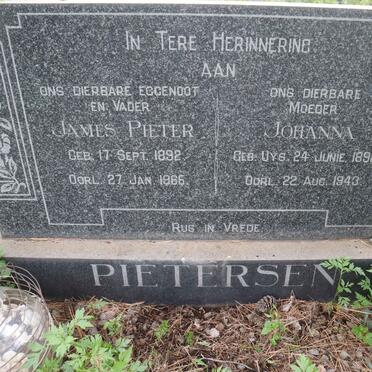 IN TERE HERINNERING
AAN
ONS DIERBARE EGGENOOT
EN VADER
JAMES PIETER
GEB. 17 SEPT. 1892
OORL. 27 JAN. 1966
ONS DIERBARE
MOEDER
JOHANNA
GEB. UYS. 24 JUNIE
OORL. 22 AUG. 1943
RUS IN VREDE
PIETERSEN